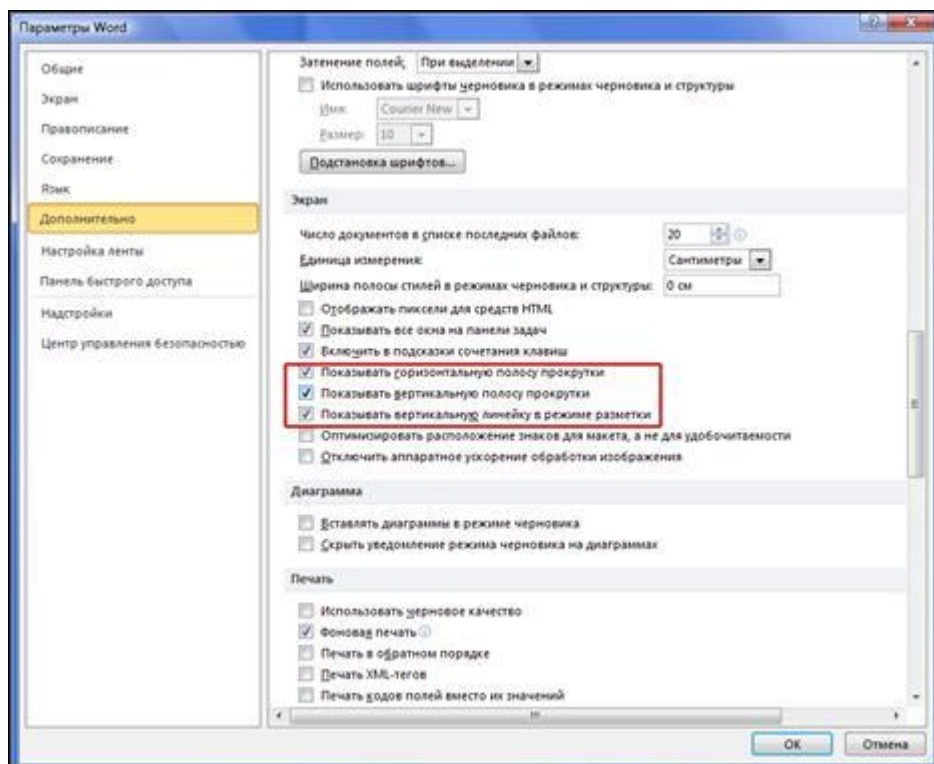 Параметры Word
Общие
Экран
Правописание
Сохранение
Язык
Дополнительно
Настройка ленты
Панель быстрого доступа
Надстройки
Центр управления безопасностью
Затенение полей: При выделении
Использовать шрифты черновика в режимах черновика и структуры
Имя: Courier New
Размер: 10
Подстановка шрифтов...
Экран
Число документов в списке последних файлов: 20
Единица измерения: Сантиметры
Ширина полосы стилей в режимах черновика и структуры: 0 см
Отображать пиксели для средств HTML
Показывать все окна на панели задач
Включить в подсказки сочетания клавиш
Показывать горизонтальную полосу прокрутки
Показывать вертикальную полосу прокрутки
Показывать вертикальную линейку в режиме разметки
Оптимизировать расположение знаков для макета, а не для удобочитаемости
Отключить аппаратное ускорение обработки изображения
Диаграмма
Вставлять диаграммы в режиме черновика
Скрыть уведомление режима черновика на диаграммах
Печать
Использовать черновое качество
Фоновая печать
Печать в обратном порядке
Печать XML-тегов
Печать кодов полей вместо их значений
ОК Отмена